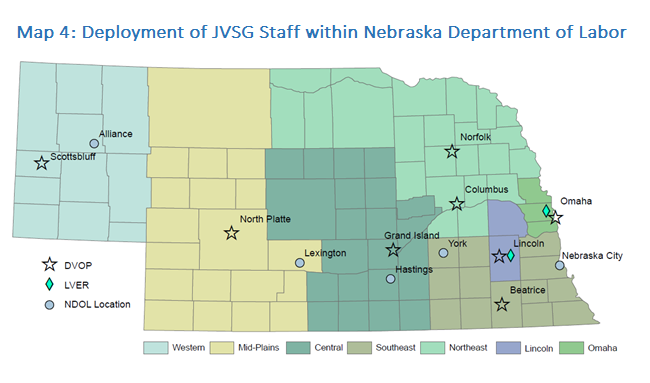 Map 4: Deployment of JVSG Staff within Nebraska Department of Labor
Alliance
Scottsbluff
Norfolk
Columbus
Omaha
North Platte
Grand Island
York
Lincoln
Lexington
Nebraska City
Hastings
Beatrice
DVOP
LVER
NDOL Location
Western Mid-Plains Central Southeast Northeast Lincoln Omaha